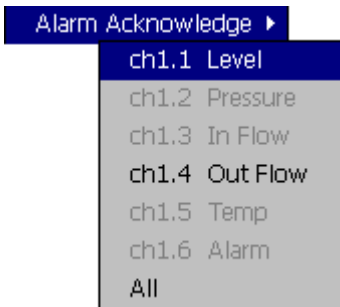 Alarm Acknowledge
ch1.1 Level
ch1.2 Pressure
ch1.3 In Flow
ch1.4 Out Flow
ch1.5 Temp
ch1.6 Alarm
All